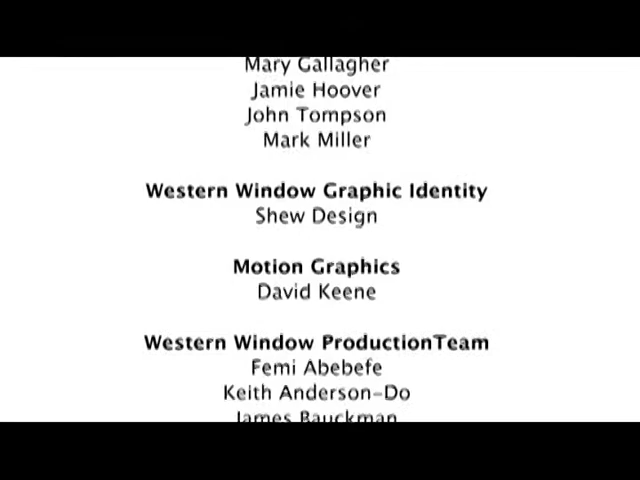 Mary Gallagher
Jamie Hoover
John Tompson
Mark Miller
Western Window Graphic Identity
Shew Design
Motion Graphics
David Keene
Western Window ProductionTeam
Femi Abebefe
Keith Anderson-Do
James Bauckman